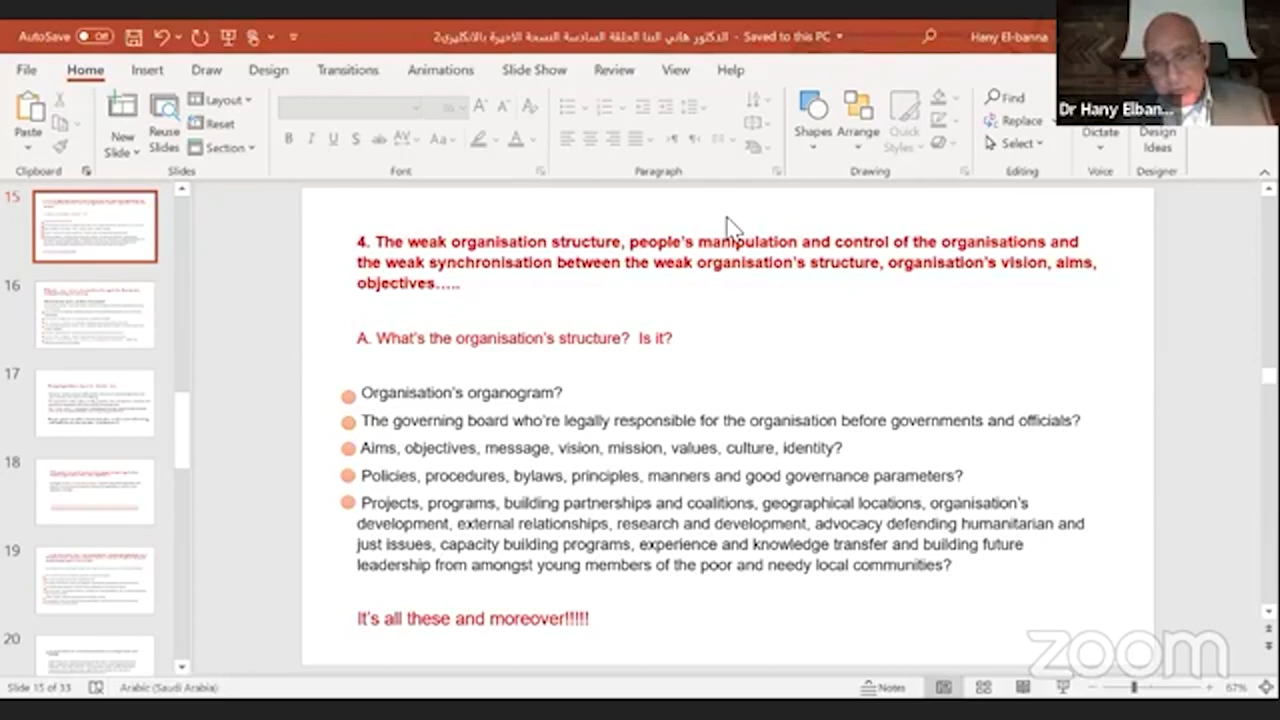 AutoSave Off
الدكتور هاني البنا الحلقة السادسة النسخة الاخيرة بالانكليزي2 - Saved to this PC
Hany El-banna
File Home Insert Draw Design Transitions Animations Slide Show Review View Help
Dr Hany Elban...
Paste
New Slide
Reuse Slides
Layout
Reset
Section
Shapes
Arrange
Quick Styles
Find
Replace
Select
Dictate
Design Ideas
Clipboard
Slides
Font
Paragraph
Drawing
Editing
Voice
Designer
15
16
17
18
19
20
4. The weak organisation structure, people's manipulation and control of the organisations and
the weak synchronisation between the weak organisation's structure, organisation's vision, aims,
objectives.....
A. What's the organisation's structure? Is it?
Organisation's organogram?
The governing board who're legally responsible for the organisation before governments and officials?
Aims, objectives, message, vision, mission, values, culture, identity?
Policies, procedures, bylaws, principles, manners and good governance parameters?
Projects, programs, building partnerships and coalitions, geographical locations, organisation's
development, external relationships, research and development, advocacy defending humanitarian and
just issues, capacity building programs, experience and knowledge transfer and building future
leadership from amongst young members of the poor and needy local communities?
It's all these and moreover!!!!!
zoom
Slide 15 of 33
Arabic (Saudi Arabia)
Notes
67%